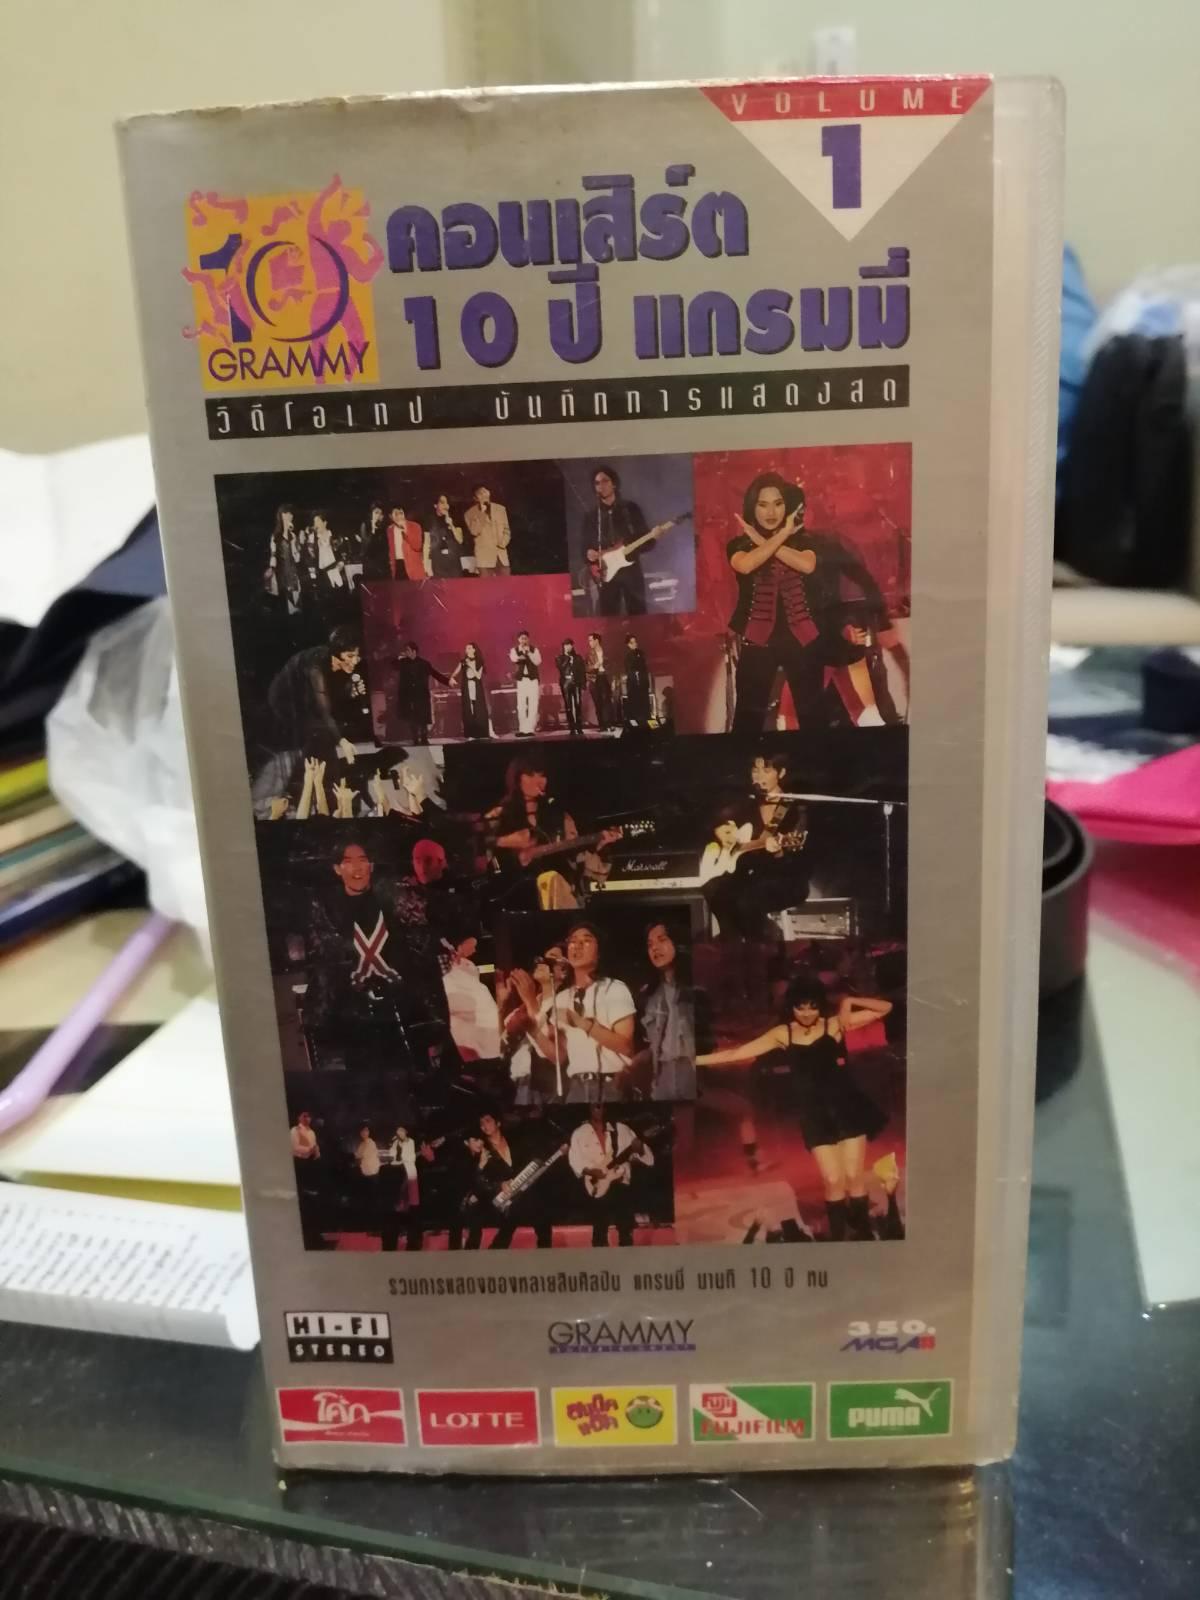 VOLUME
1
10
GRAMMY
คอนเสิร์ต
10 ปี แกรมมี่
วิดีโอเทป บันทึกการแสดงสด
Marshall
รวมการแสดงของหลายสิบศิลปิน แกรมมี่ นานที 10 ปี หน
HI-FI
STEREO
GRAMMY
ENTERTAINMENT
350.
MGA
โค้ก
LOTTE
FUJIFILM
PUMA